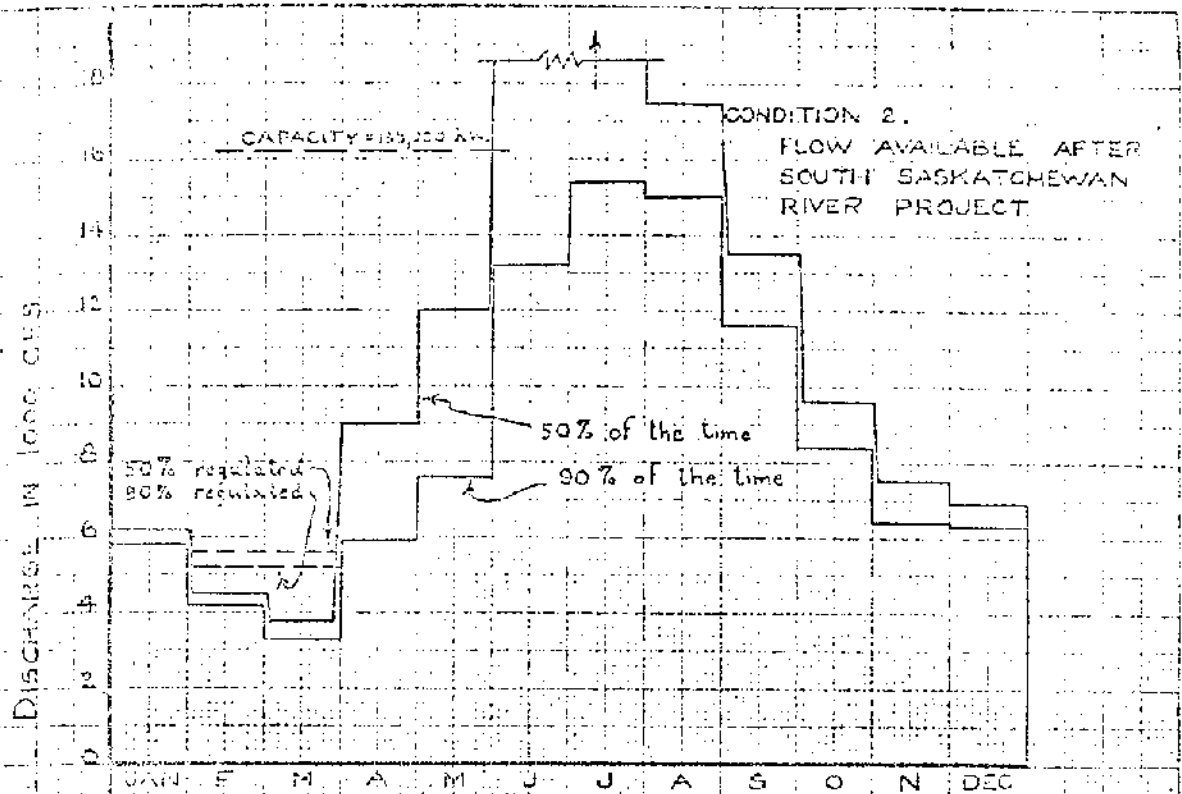 18
16
14
12
10
8
6
4
2
0
DISCHARGE IN 1000 CFS
CAPACITY =
CONDITION 2.
FLOW AVAILABLE AFTER
SOUTH SASKATCHEWAN
RIVER PROJECT
50% of the time
90% of the time
50% regulated
90% regulated
JAN F M A M J J A S O N DEC